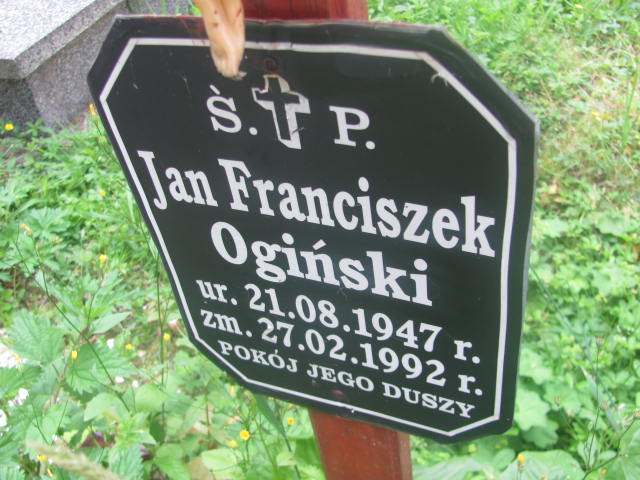 Ś. P.
Jan Franciszek
Ogiński
ur. 21.08.1947 r.
zm. 27.02.1992 r.
POKÓJ JEGO DUSZY